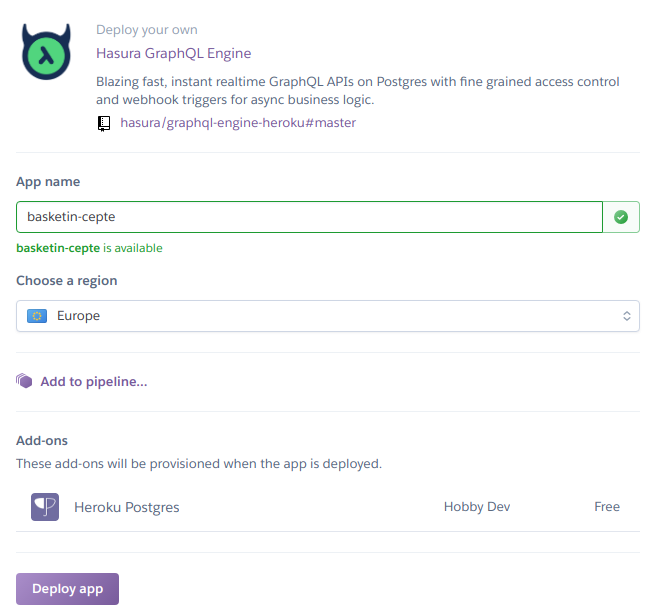 Deploy your own
Hasura GraphQL Engine
Blazing fast, instant realtime GraphQL APIs on Postgres with fine grained access control
and webhook triggers for async business logic.
hasura/graphql-engine-heroku#master
App name
basketin-cepte
basketin-cepte is available
Choose a region
Europe
Add to pipeline...
Add-ons
These add-ons will be provisioned when the app is deployed.
Heroku Postgres Hobby Dev Free
Deploy app